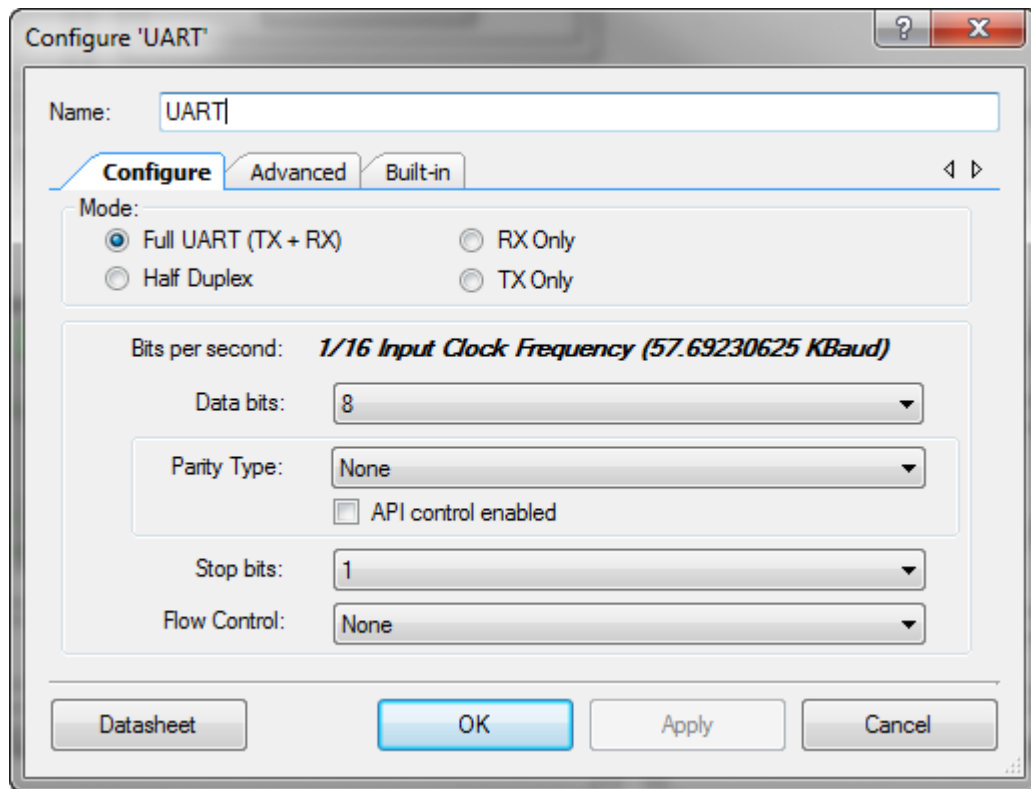 Configure 'UART'
Name: UART
Configure Advanced Built-in
Mode:
Full UART (TX + RX) RX Only
Half Duplex TX Only
Bits per second: 1/16 Input Clock Frequency (57.69230625 KBaud)
Data bits: 8
Parity Type: None
API control enabled
Stop bits: 1
Flow Control: None
Datasheet OK Apply Cancel